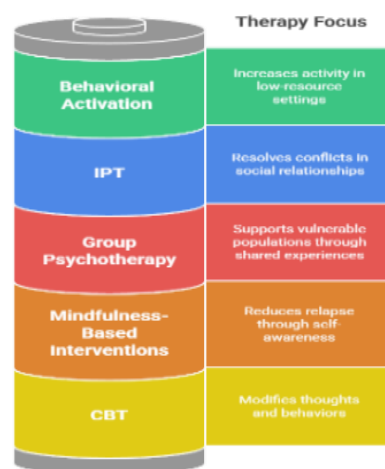 Therapy Focus
Behavioral
Activation
Increases activity in
low-resource
settings
IPT
Resolves conflicts in
social relationships
Group
Psychotherapy
Supports vulnerable
populations through
shared experiences
Mindfulness-
Based
Interventions
Reduces relapse
through self-
awareness
CBT
Modifies thoughts
and behaviors